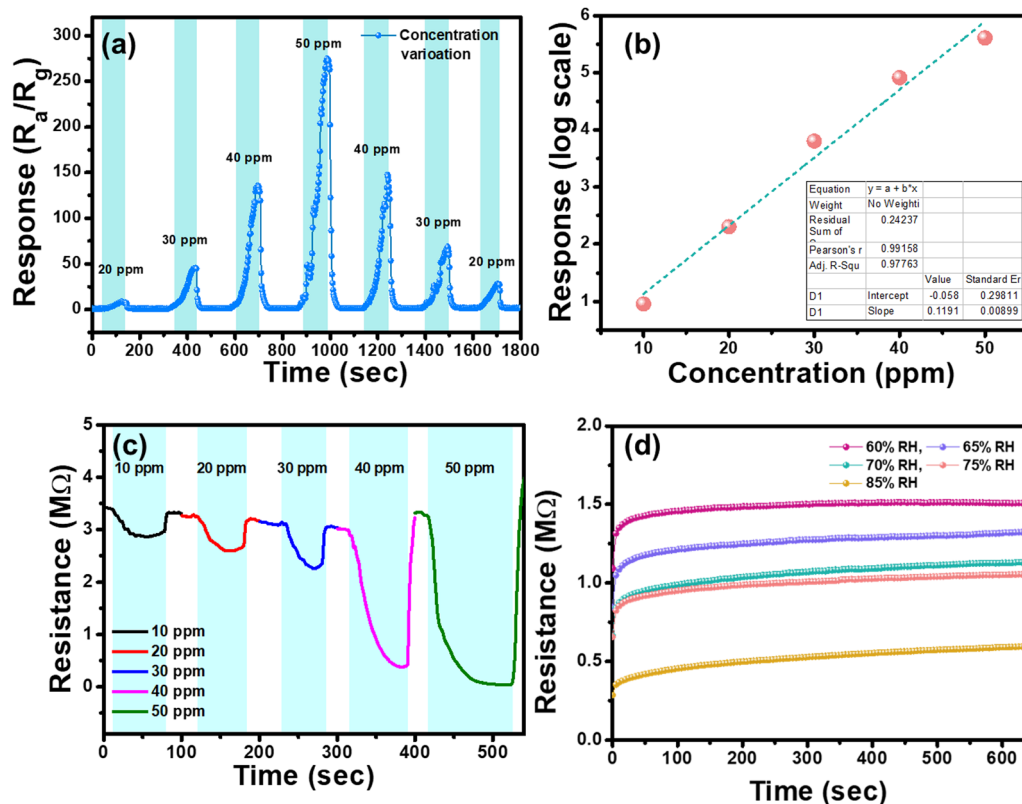 (a)
Concentration
varioation
300
250
200
150
100
50
0
Response (Ra/Rg)
20 ppm
30 ppm
40 ppm
50 ppm
40 ppm
30 ppm
20 ppm
0 200 400 600 800 1000 1200 1400 1600 1800
Time (sec)
(b)
6
5
4
3
2
1
Response (log scale)
Equation y = a + b*x
Weight No Weighti
Residual 0.24237
Sum of
Pearson's r 0.99158
Adj. R-Squ 0.97763
Value Standard Er
D1 Intercept -0.058 0.29811
D1 Slope 0.1191 0.00899
10 20 30 40 50
Concentration (ppm)
(c)
5
4
3
2
1
0
Resistance (MΩ)
10 ppm 20 ppm 30 ppm 40 ppm 50 ppm
10 ppm
20 ppm
30 ppm
40 ppm
50 ppm
0 100 200 300 400 500
Time (sec)
(d)
2.0
1.5
1.0
0.5
0.0
Resistance (MΩ)
60% RH, 65% RH
70% RH, 75% RH
85% RH
0 100 200 300 400 500 600
Time (sec)